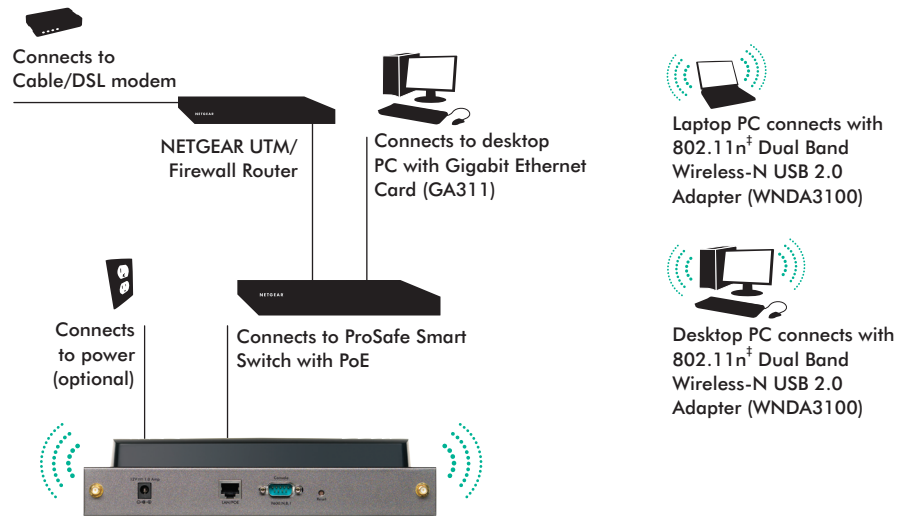 Connects to
Cable/DSL modem
NETGEAR
NETGEAR UTM/
Firewall Router
Connects to desktop
PC with Gigabit Ethernet
Card (GA311)
Laptop PC connects with
802.11n‡ Dual Band
Wireless-N USB 2.0
Adapter (WNDA3100)
NETGEAR
Connects
to power
(optional)
Connects to ProSafe Smart
Switch with PoE
Desktop PC connects with
802.11n‡ Dual Band
Wireless-N USB 2.0
Adapter (WNDA3100)
Console
Reset